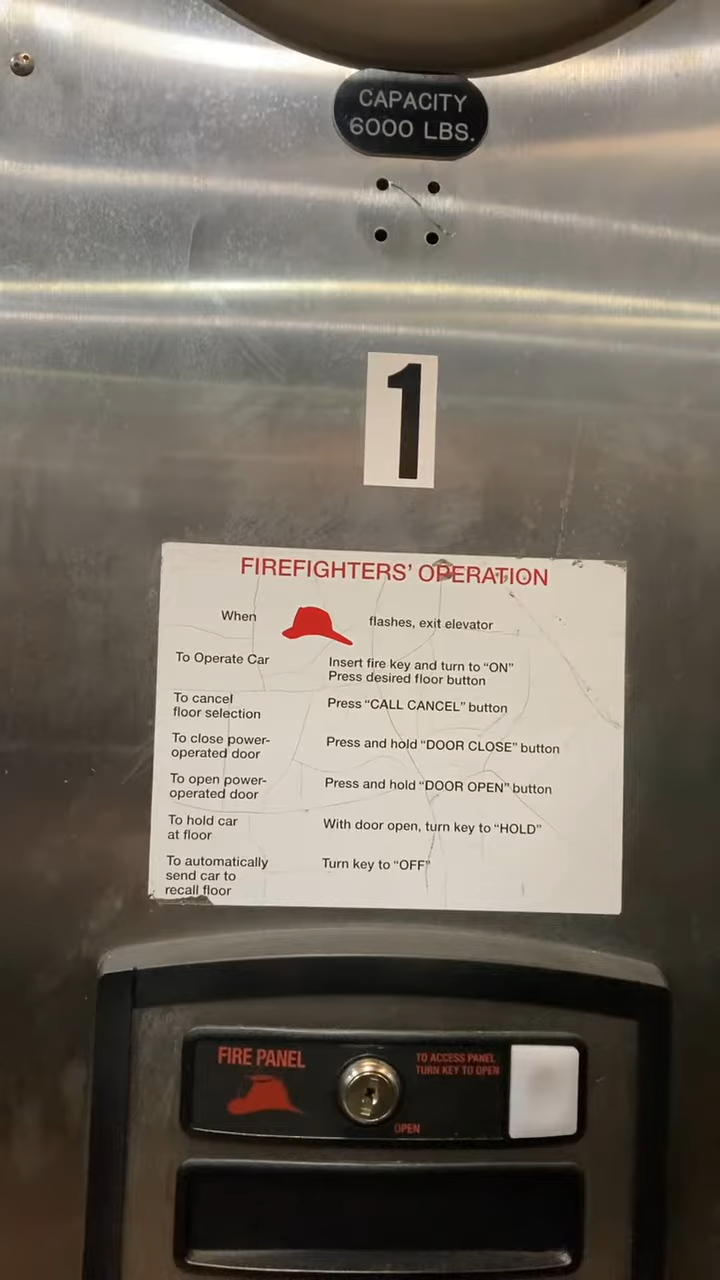 CAPACITY
6000 LBS.
1
FIREFIGHTERS' OPERATION
When flashes, exit elevator
To Operate Car Insert fire key and turn to “ON”
Press desired floor button
To cancel
floor selection Press “CALL CANCEL” button
To close power-
operated door Press and hold “DOOR CLOSE” button
To open power-
operated door Press and hold “DOOR OPEN” button
To hold car
at floor With door open, turn key to “HOLD”
To automatically
send car to
recall floor Turn key to “OFF”
FIRE PANEL
TO ACCESS PANEL
TURN KEY TO OPEN
OPEN